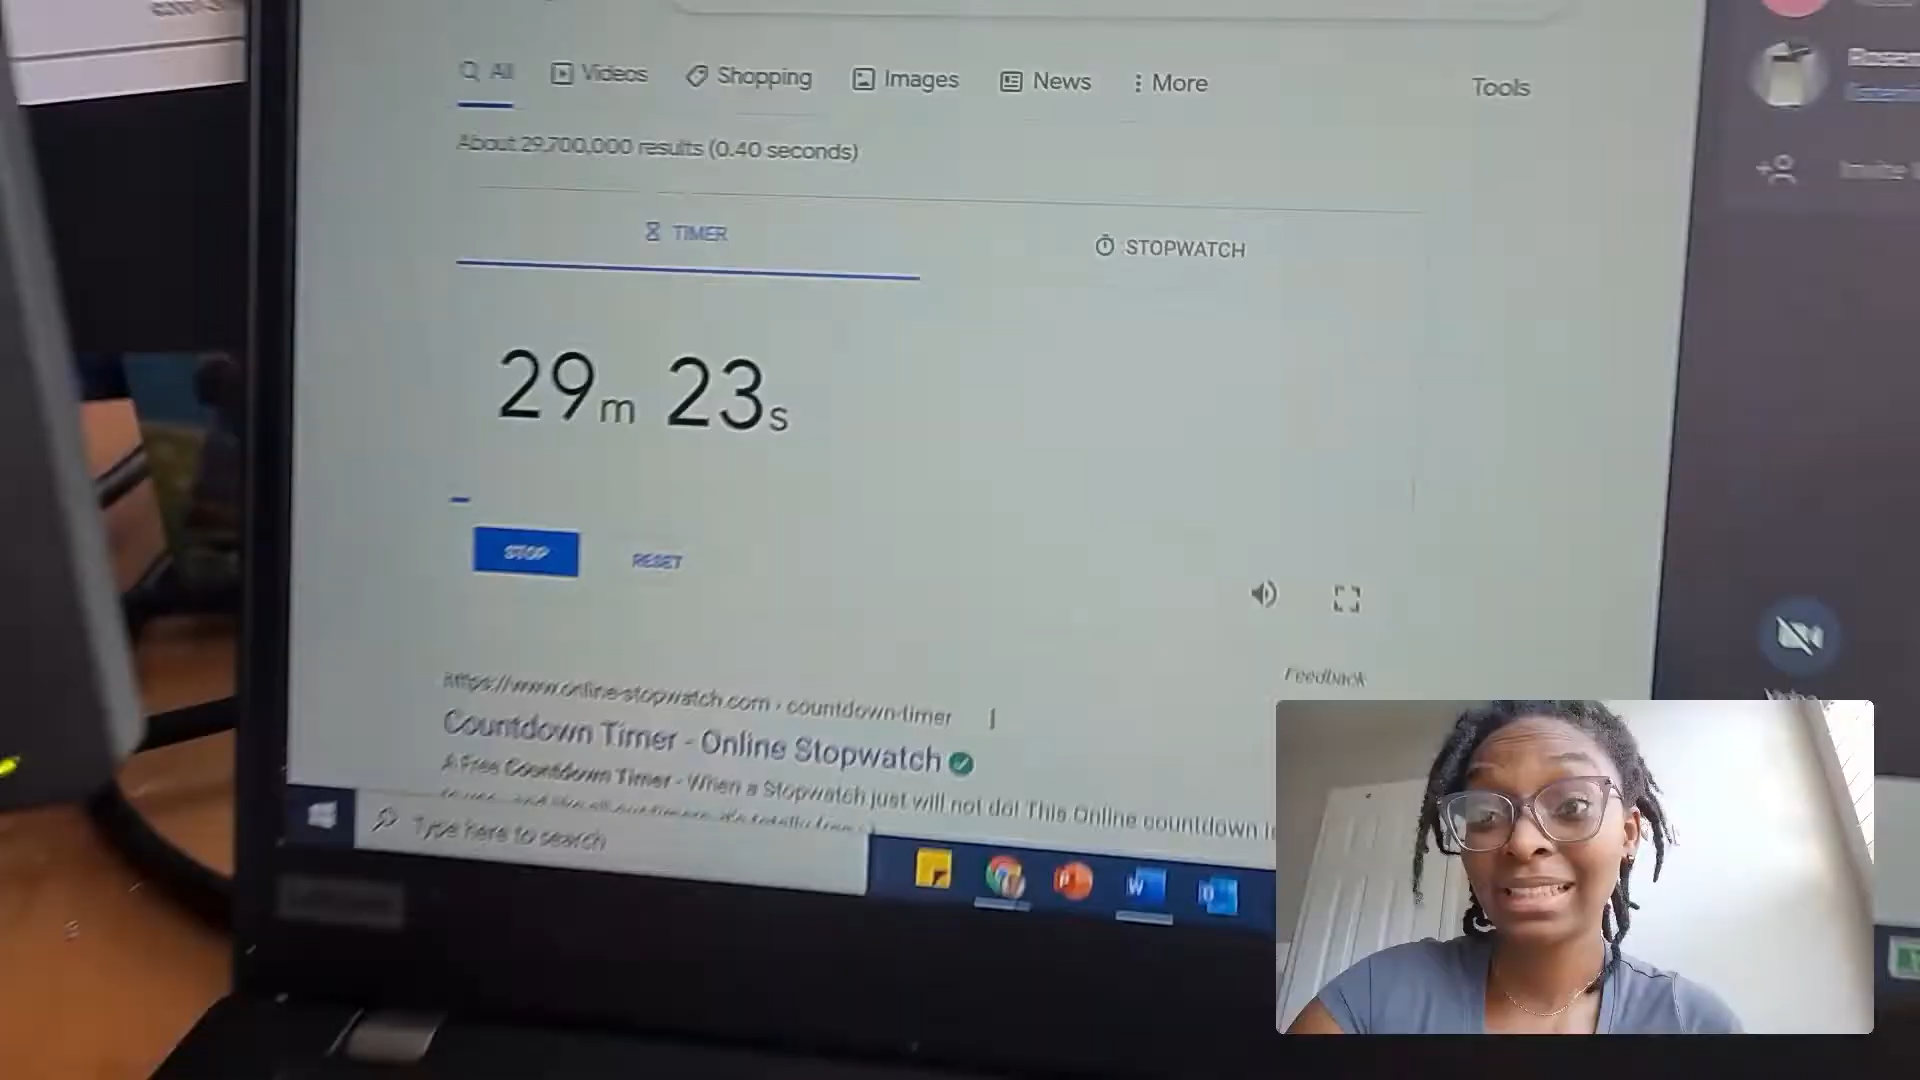 All Videos Shopping Images News More Tools
About 29,700,000 results (0.40 seconds)
TIMER STOPWATCH
29m 23s
STOP RESET
Feedback
https://www.online-stopwatch.com › countdown-timer
Countdown Timer - Online Stopwatch
A Free Countdown Timer - When a Stopwatch just will not do! This Online countdown
Type here to search
Invite